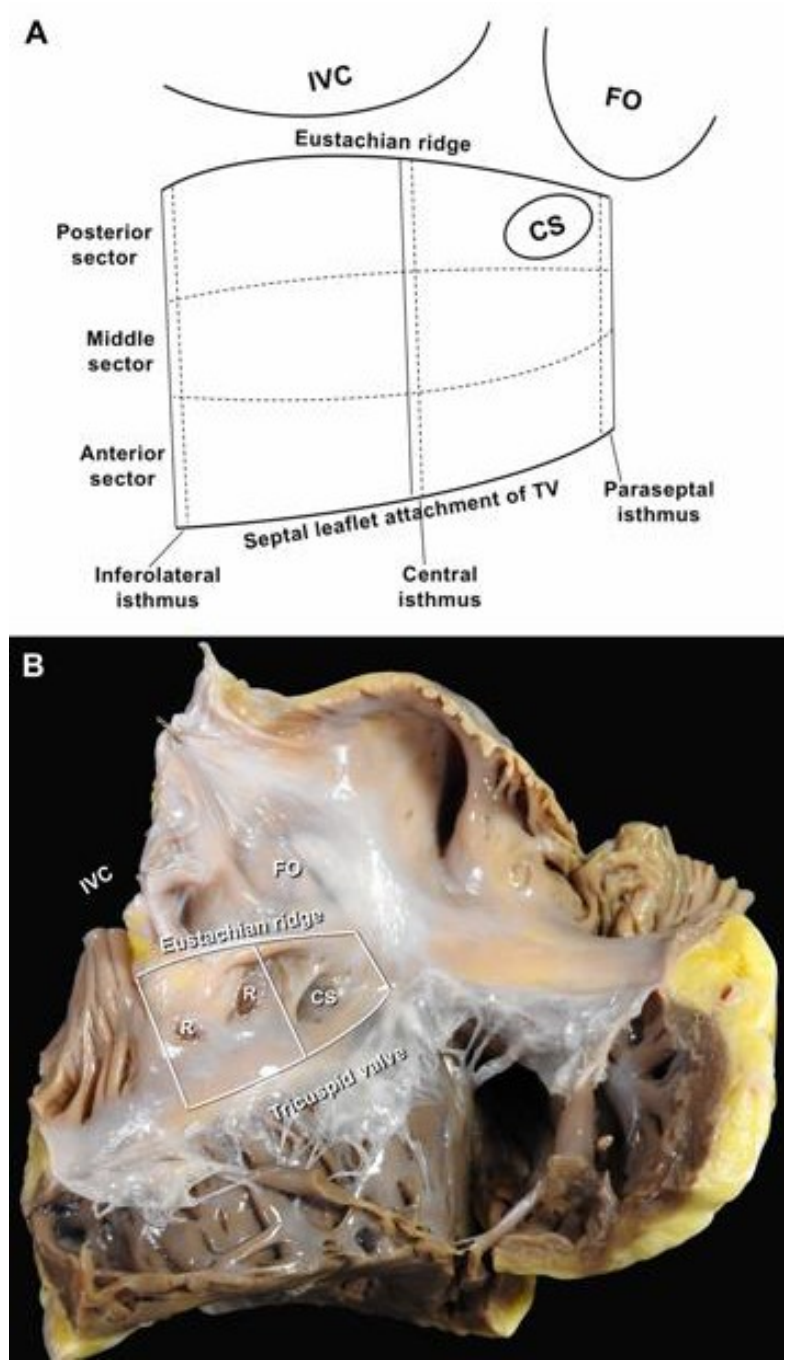 A
IVC
FO
Eustachian ridge
CS
Posterior
sector
Middle
sector
Anterior
sector
Septal leaflet attachment of TV
Paraseptal
isthmus
Inferolateral
isthmus
Central
isthmus
B
IVC
FO
Eustachian ridge
R
R
CS
Tricuspid valve